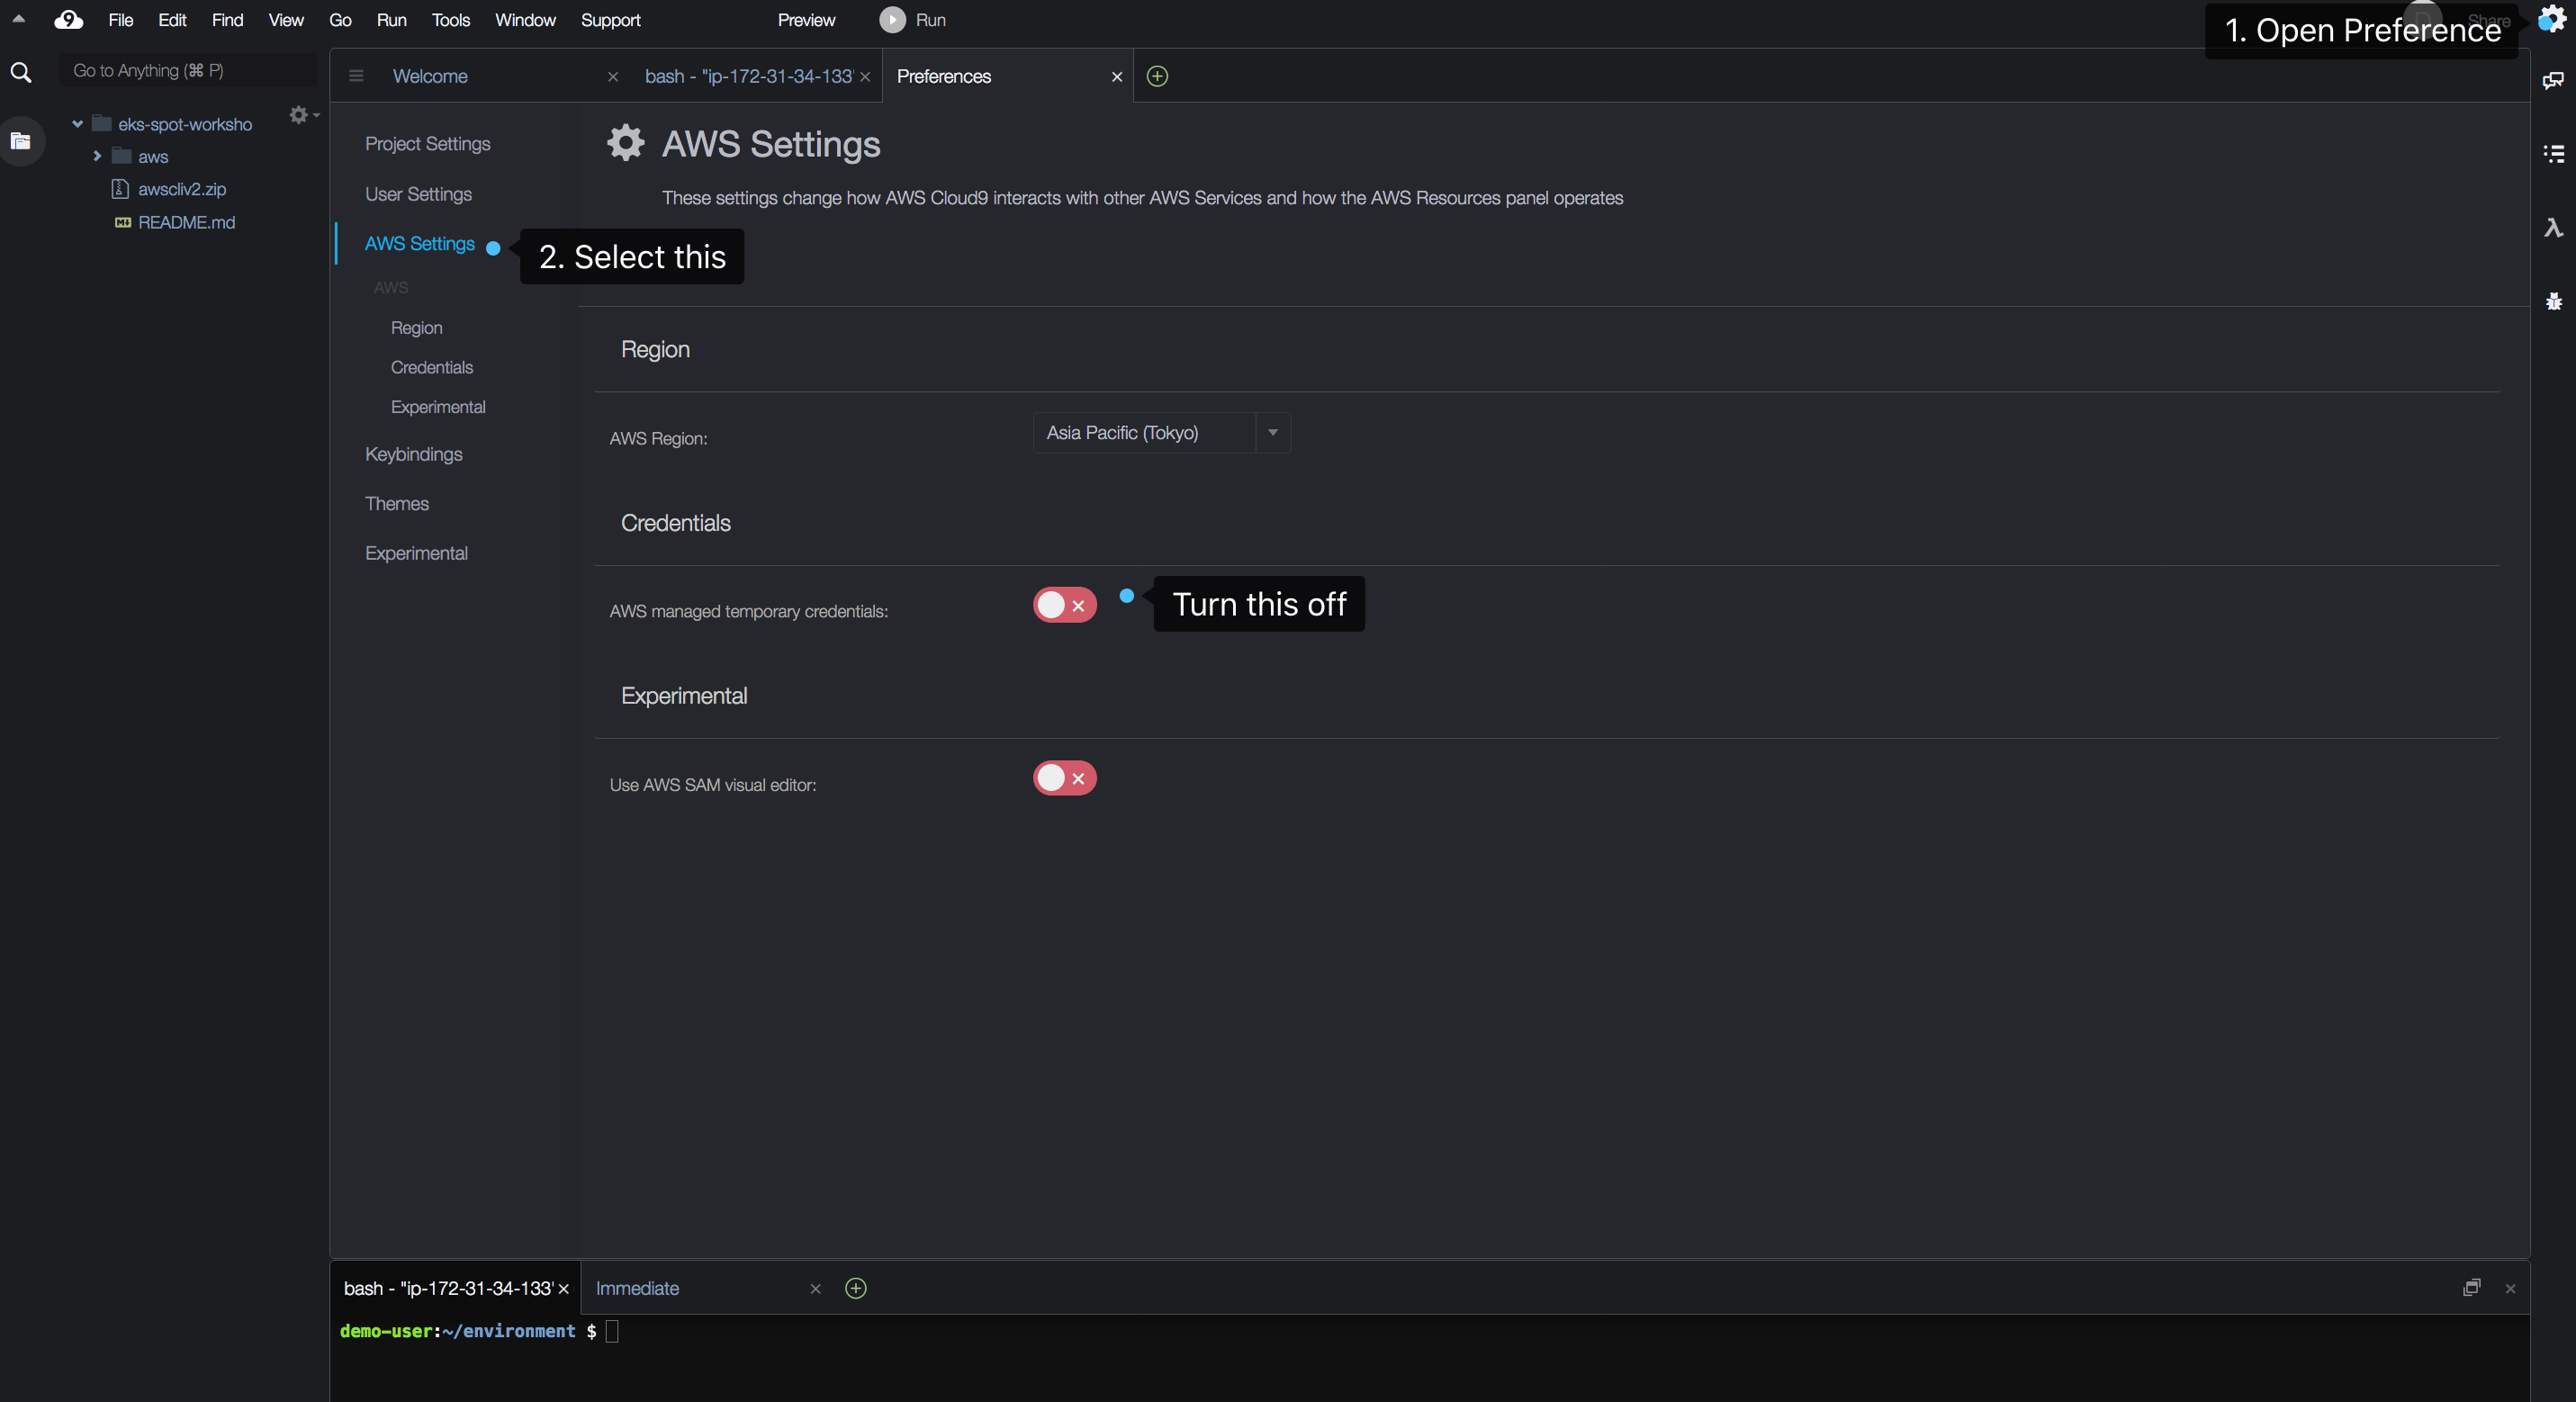 File Edit Find View Go Run Tools Window Support Preview Run Share
1. Open Preference
Go to Anything (⌘ P)
Welcome
bash - "ip-172-31-34-133'
Preferences
eks-spot-worksho
aws
awscliv2.zip
README.md
Project Settings
User Settings
AWS Settings
2. Select this
AWS
Region
Credentials
Experimental
Keybindings
Themes
Experimental
AWS Settings
These settings change how AWS Cloud9 interacts with other AWS Services and how the AWS Resources panel operates
Region
AWS Region:
Asia Pacific (Tokyo)
Credentials
AWS managed temporary credentials:
Turn this off
Experimental
Use AWS SAM visual editor:
bash - "ip-172-31-34-133'
Immediate
demo-user:~/environment $